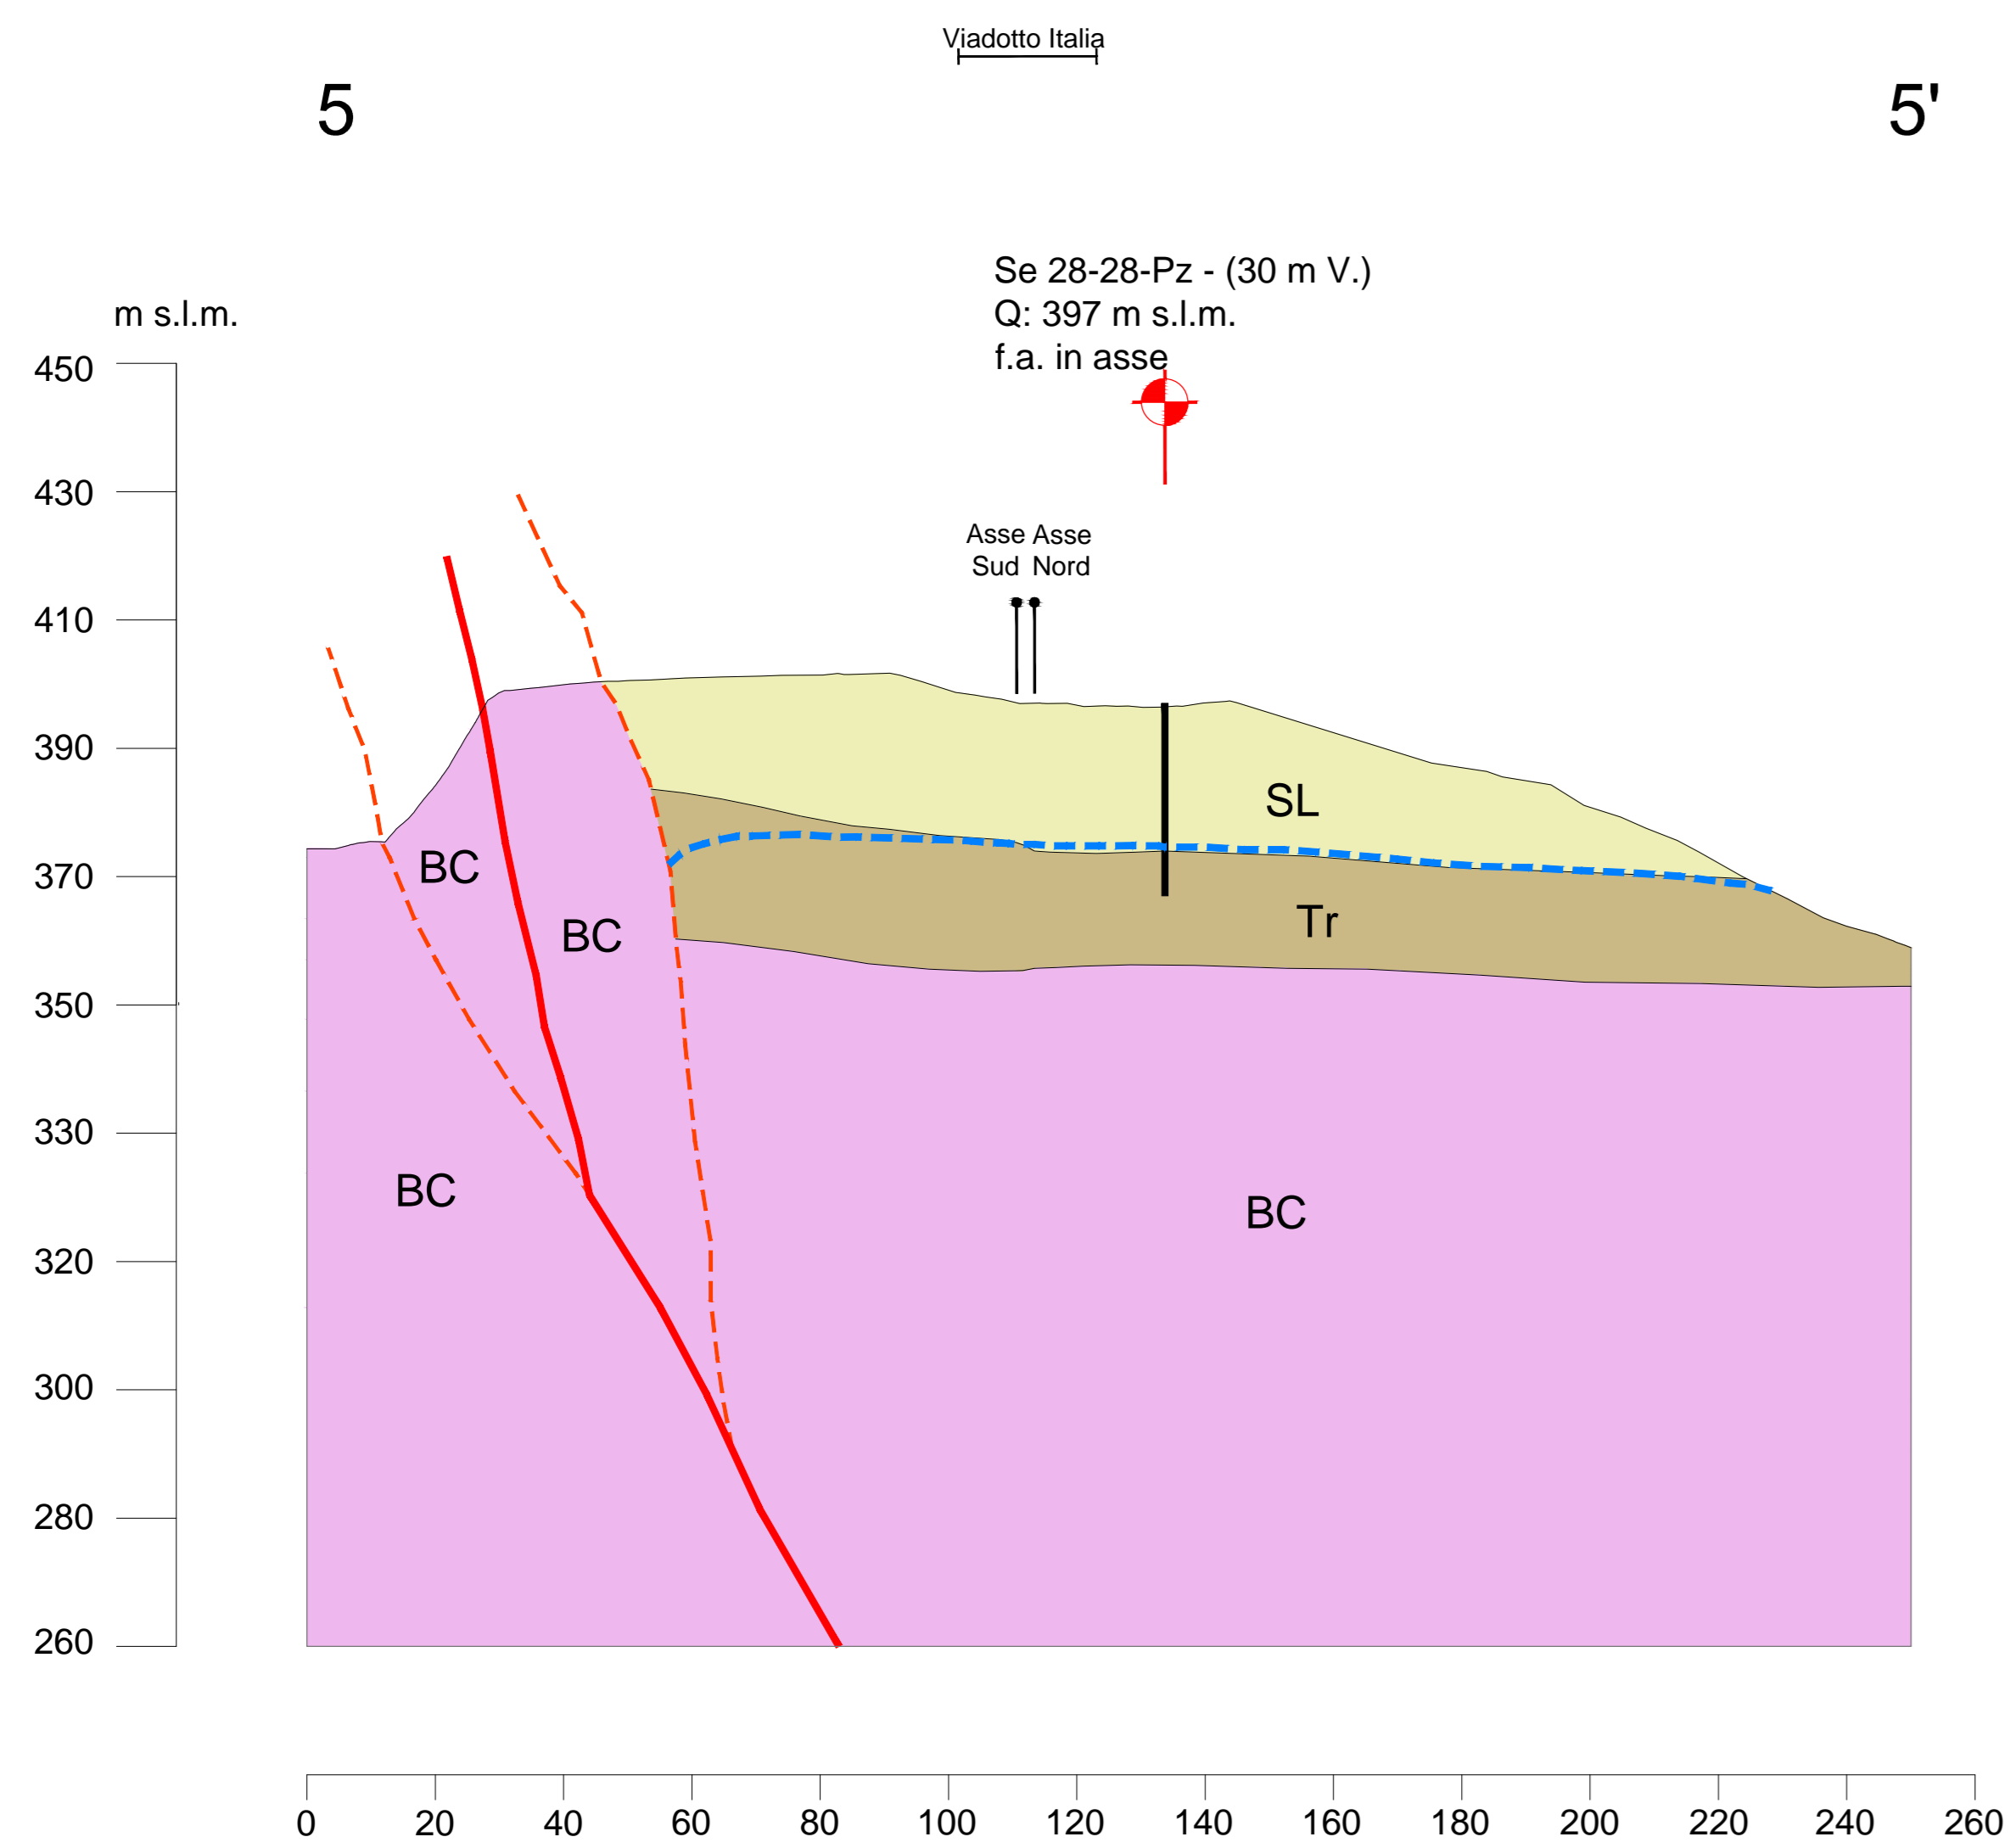 Viadotto Italia
5 5'
Se 28-28-Pz - (30 m V.)
Q: 397 m s.l.m.
f.a. in asse
m s.l.m.
450
430
410
390
370
350
330
320
300
280
260
Asse Asse
Sud Nord
SL
BC
Tr
BC
BC
BC
0 20 40 60 80 100 120 140 160 180 200 220 240 260